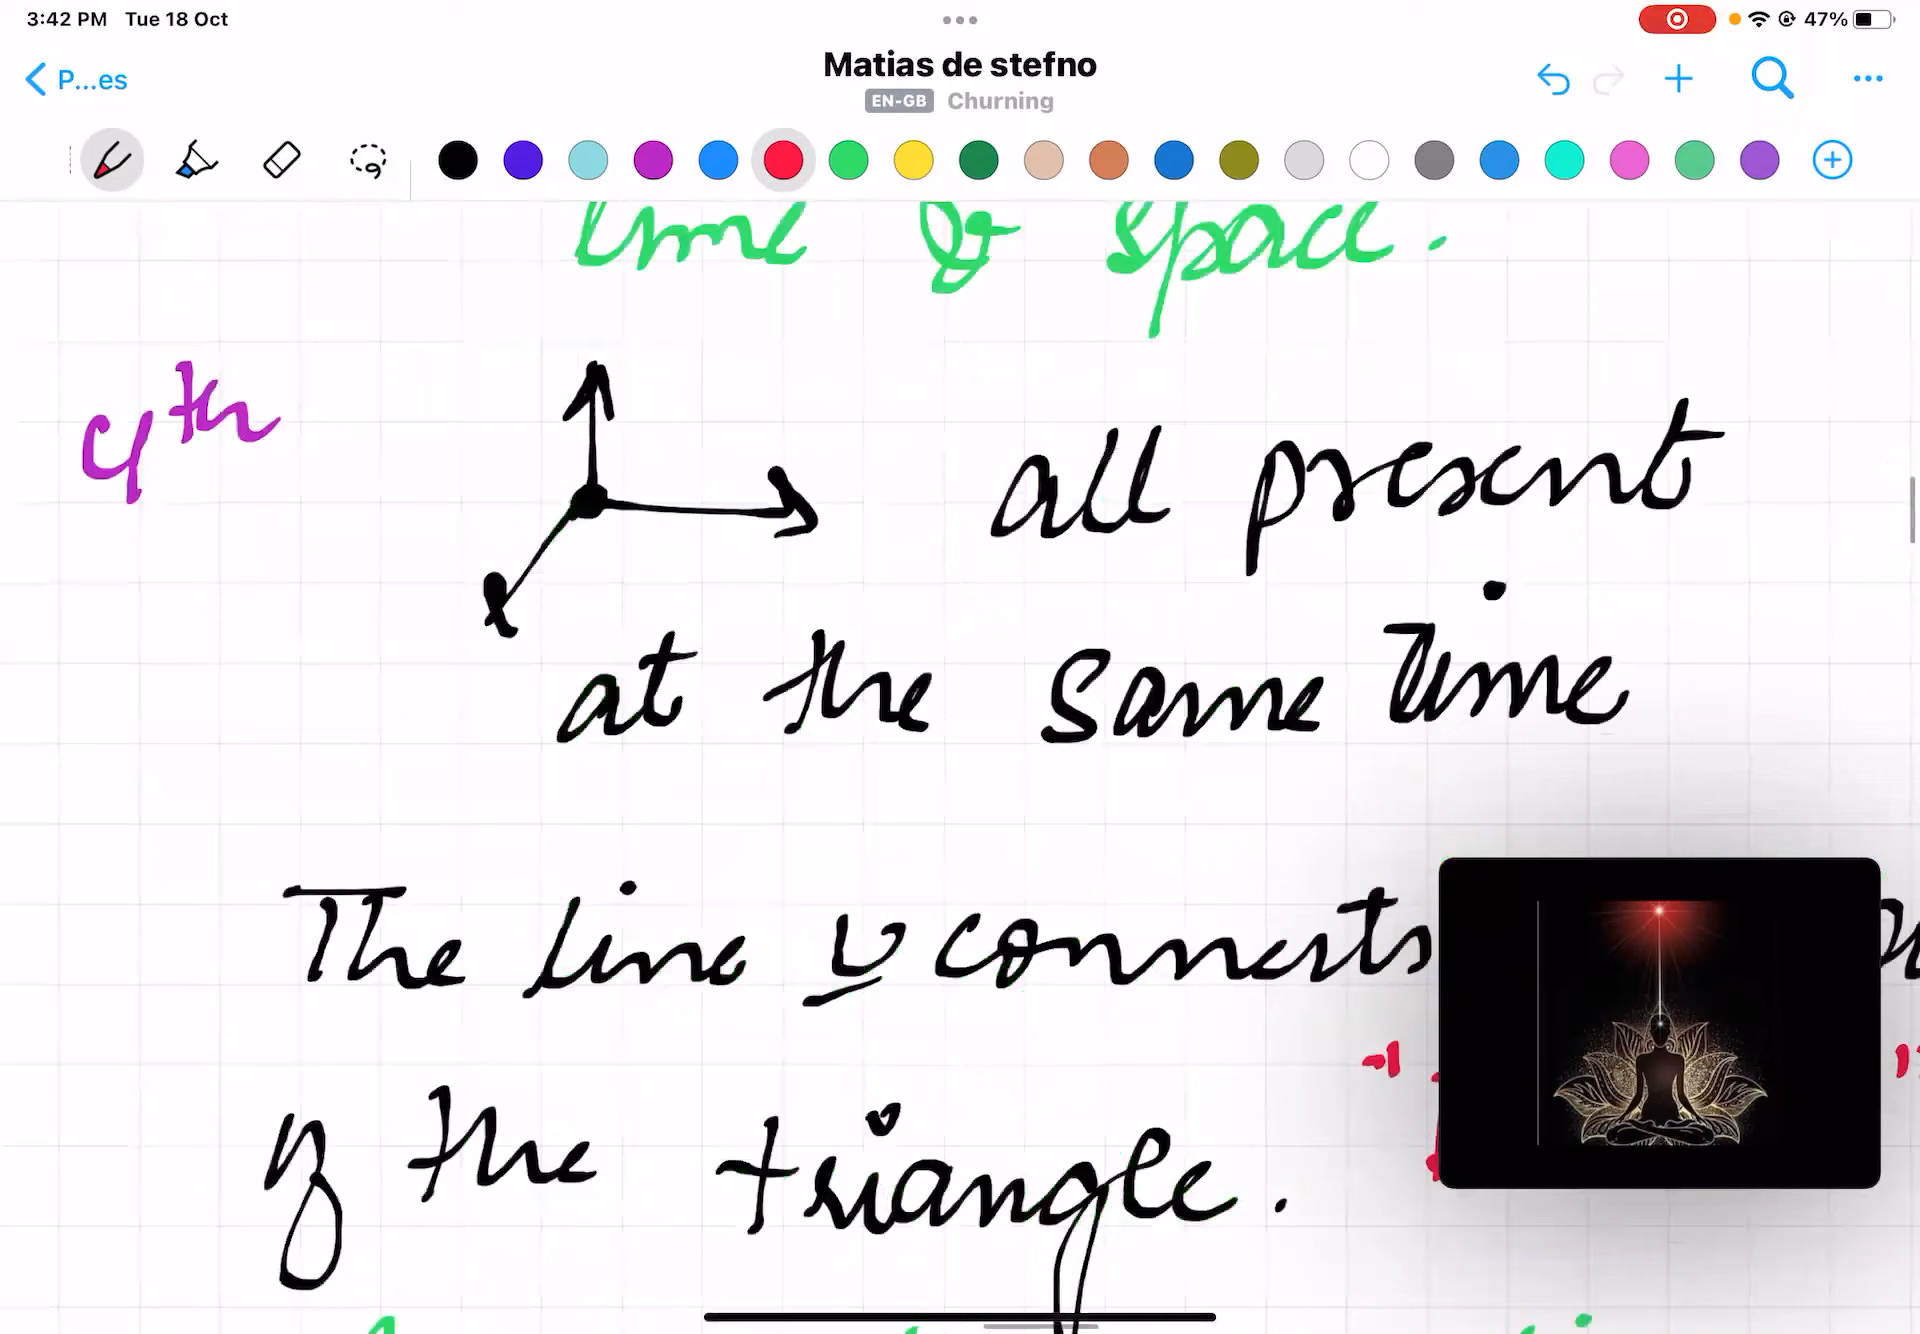 3:42 PM Tue 18 Oct
47%
Matias de stefno
P...es
EN-GB Churning
time & space.
4th
all present
at the same time
The line connects
of the triangle.